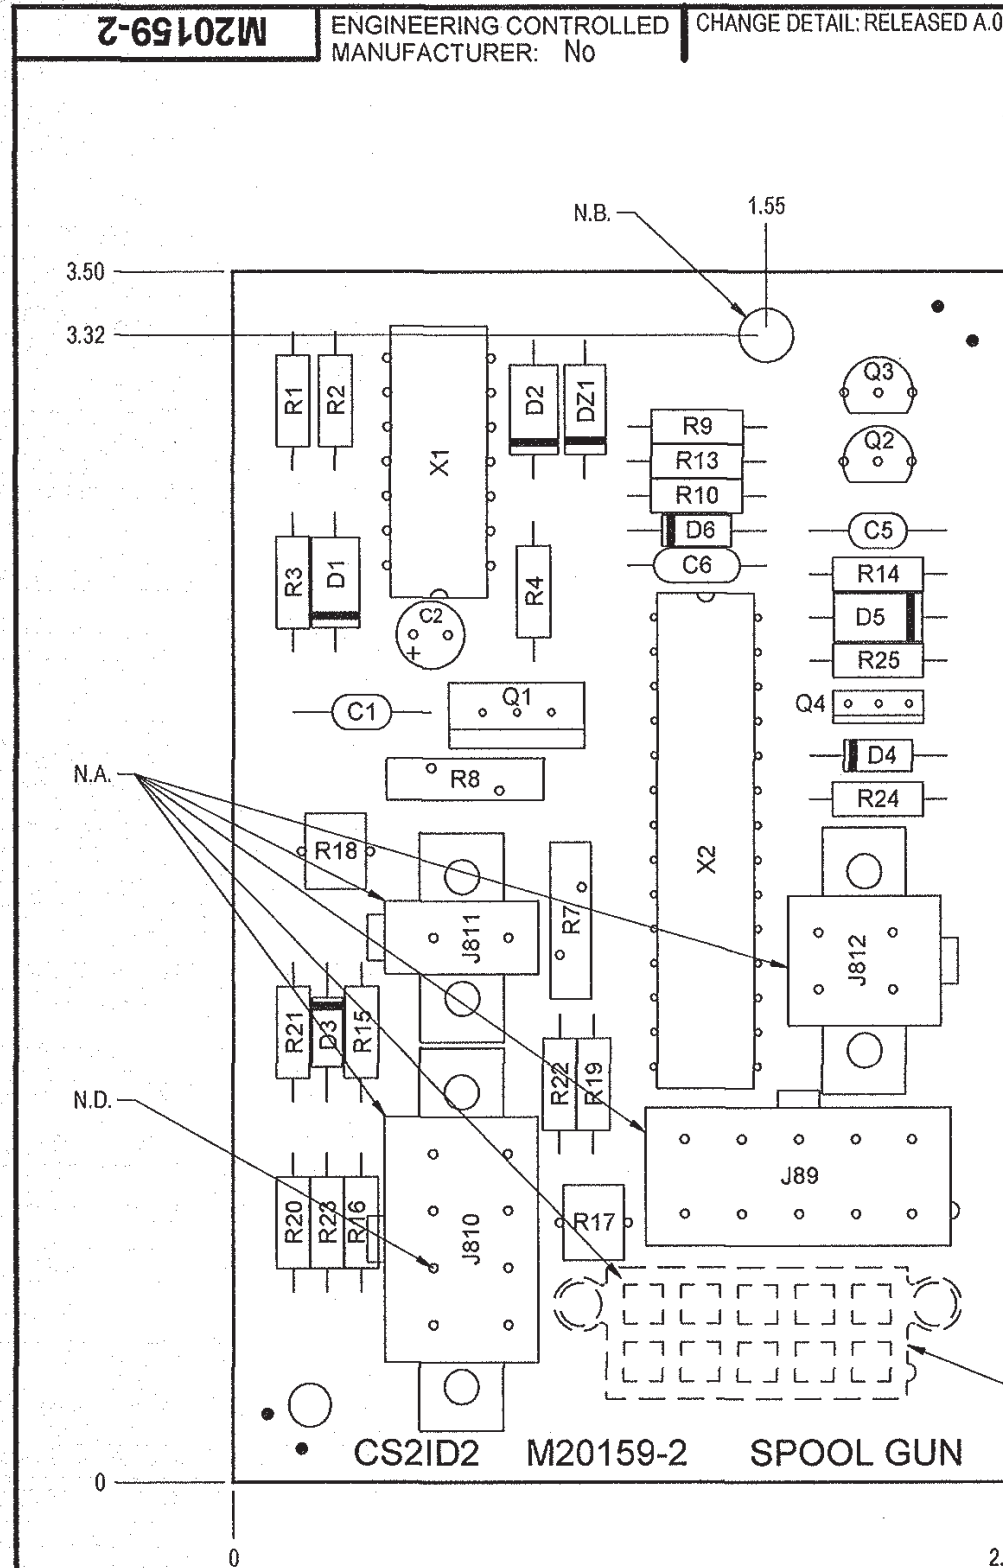 M20159-2
ENGINEERING CONTROLLED
MANUFACTURER: No
CHANGE DETAIL: RELEASED A.0
N.B.
1.55
3.50
3.32
R1
R2
X1
D2
DZ1
Q3
R9
Q2
R13
R10
D6
C5
C6
R3
D1
R4
R14
C2
+
D5
R25
C1
Q1
Q4
D4
N.A.
R8
R24
R18
X2
R7
J811
J812
R21
D3
R15
R22
R19
N.D.
J89
R20
R23
R16
J810
R17
CS2ID2 M20159-2 SPOOL GUN
0
0
2.